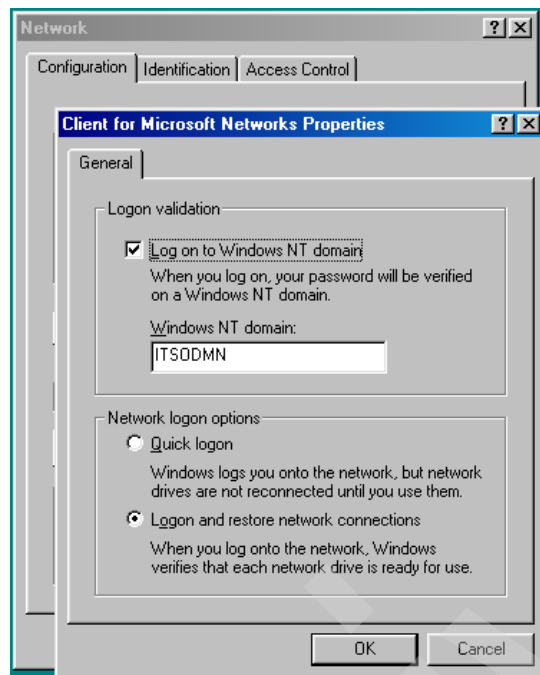 Network
Configuration Identification Access Control
Client for Microsoft Networks Properties
General
Logon validation
Log on to Windows NT domain
When you log on, your password will be verified
on a Windows NT domain.
Windows NT domain:
ITSODMN
Network logon options
Quick logon
Windows logs you onto the network, but network
drives are not reconnected until you use them.
Logon and restore network connections
When you log onto the network, Windows
verifies that each network drive is ready for use.
OK Cancel